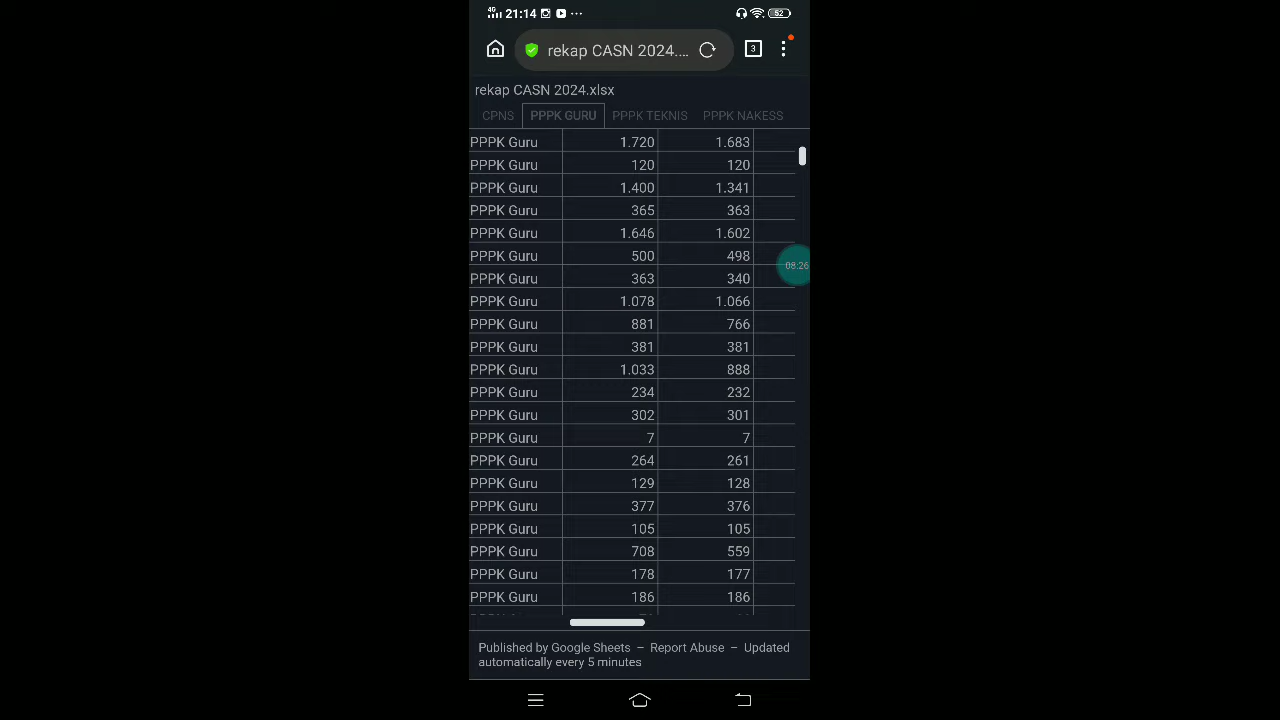 4G 21:14 52
rekap CASN 2024.... 3
rekap CASN 2024.xlsx
CPNS PPPK GURU PPPK TEKNIS PPPK NAKESS
PPPK Guru 1.720 1.683
PPPK Guru 120 120
PPPK Guru 1.400 1.341
PPPK Guru 365 363
PPPK Guru 1.646 1.602
PPPK Guru 500 498
08:26
PPPK Guru 363 340
PPPK Guru 1.078 1.066
PPPK Guru 881 766
PPPK Guru 381 381
PPPK Guru 1.033 888
PPPK Guru 234 232
PPPK Guru 302 301
PPPK Guru 7 7
PPPK Guru 264 261
PPPK Guru 129 128
PPPK Guru 377 376
PPPK Guru 105 105
PPPK Guru 708 559
PPPK Guru 178 177
PPPK Guru 186 186
Published by Google Sheets – Report Abuse – Updated
automatically every 5 minutes